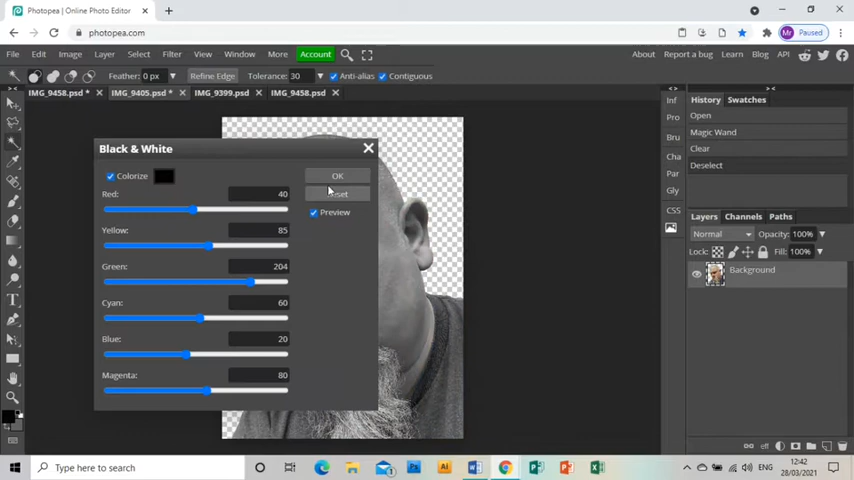 Photopea | Online Photo Editor
photopea.com
Paused
File Edit Image Layer Select Filter View Window More Account About Report a bug Learn Blog API
Feather: 0 px Refine Edge Tolerance: 30 Anti-alias Contiguous
IMG_9458.psd * IMG_9405.psd * IMG_9399.psd IMG_9458.psd
Black & White
Colorize
OK
Red: 40
Preview
Yellow: 85
Green: 204
Cyan: 60
Blue: 20
Magenta: 80
Inf
Pro
Bru
Cha
Par
Gly
CSS
History Swatches
Open
Magic Wand
Clear
Deselect
Layers Channels Paths
Normal Opacity: 100%
Lock: Fill: 100%
Background
eff
Type here to search
ENG
12:42
28/03/2021